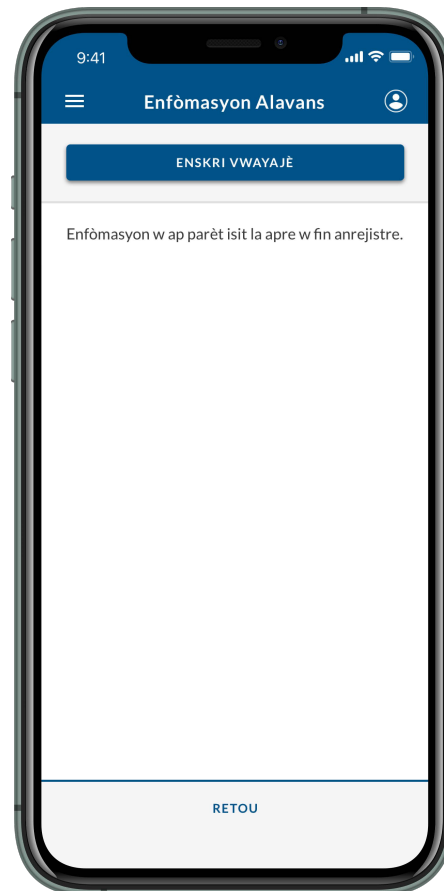 9:41
Enfòmasyon Alavans
ENSKRI VWAYAJÈ
Enfòmasyon w ap parèt isit la apre w fin anrejistre.
RETOU